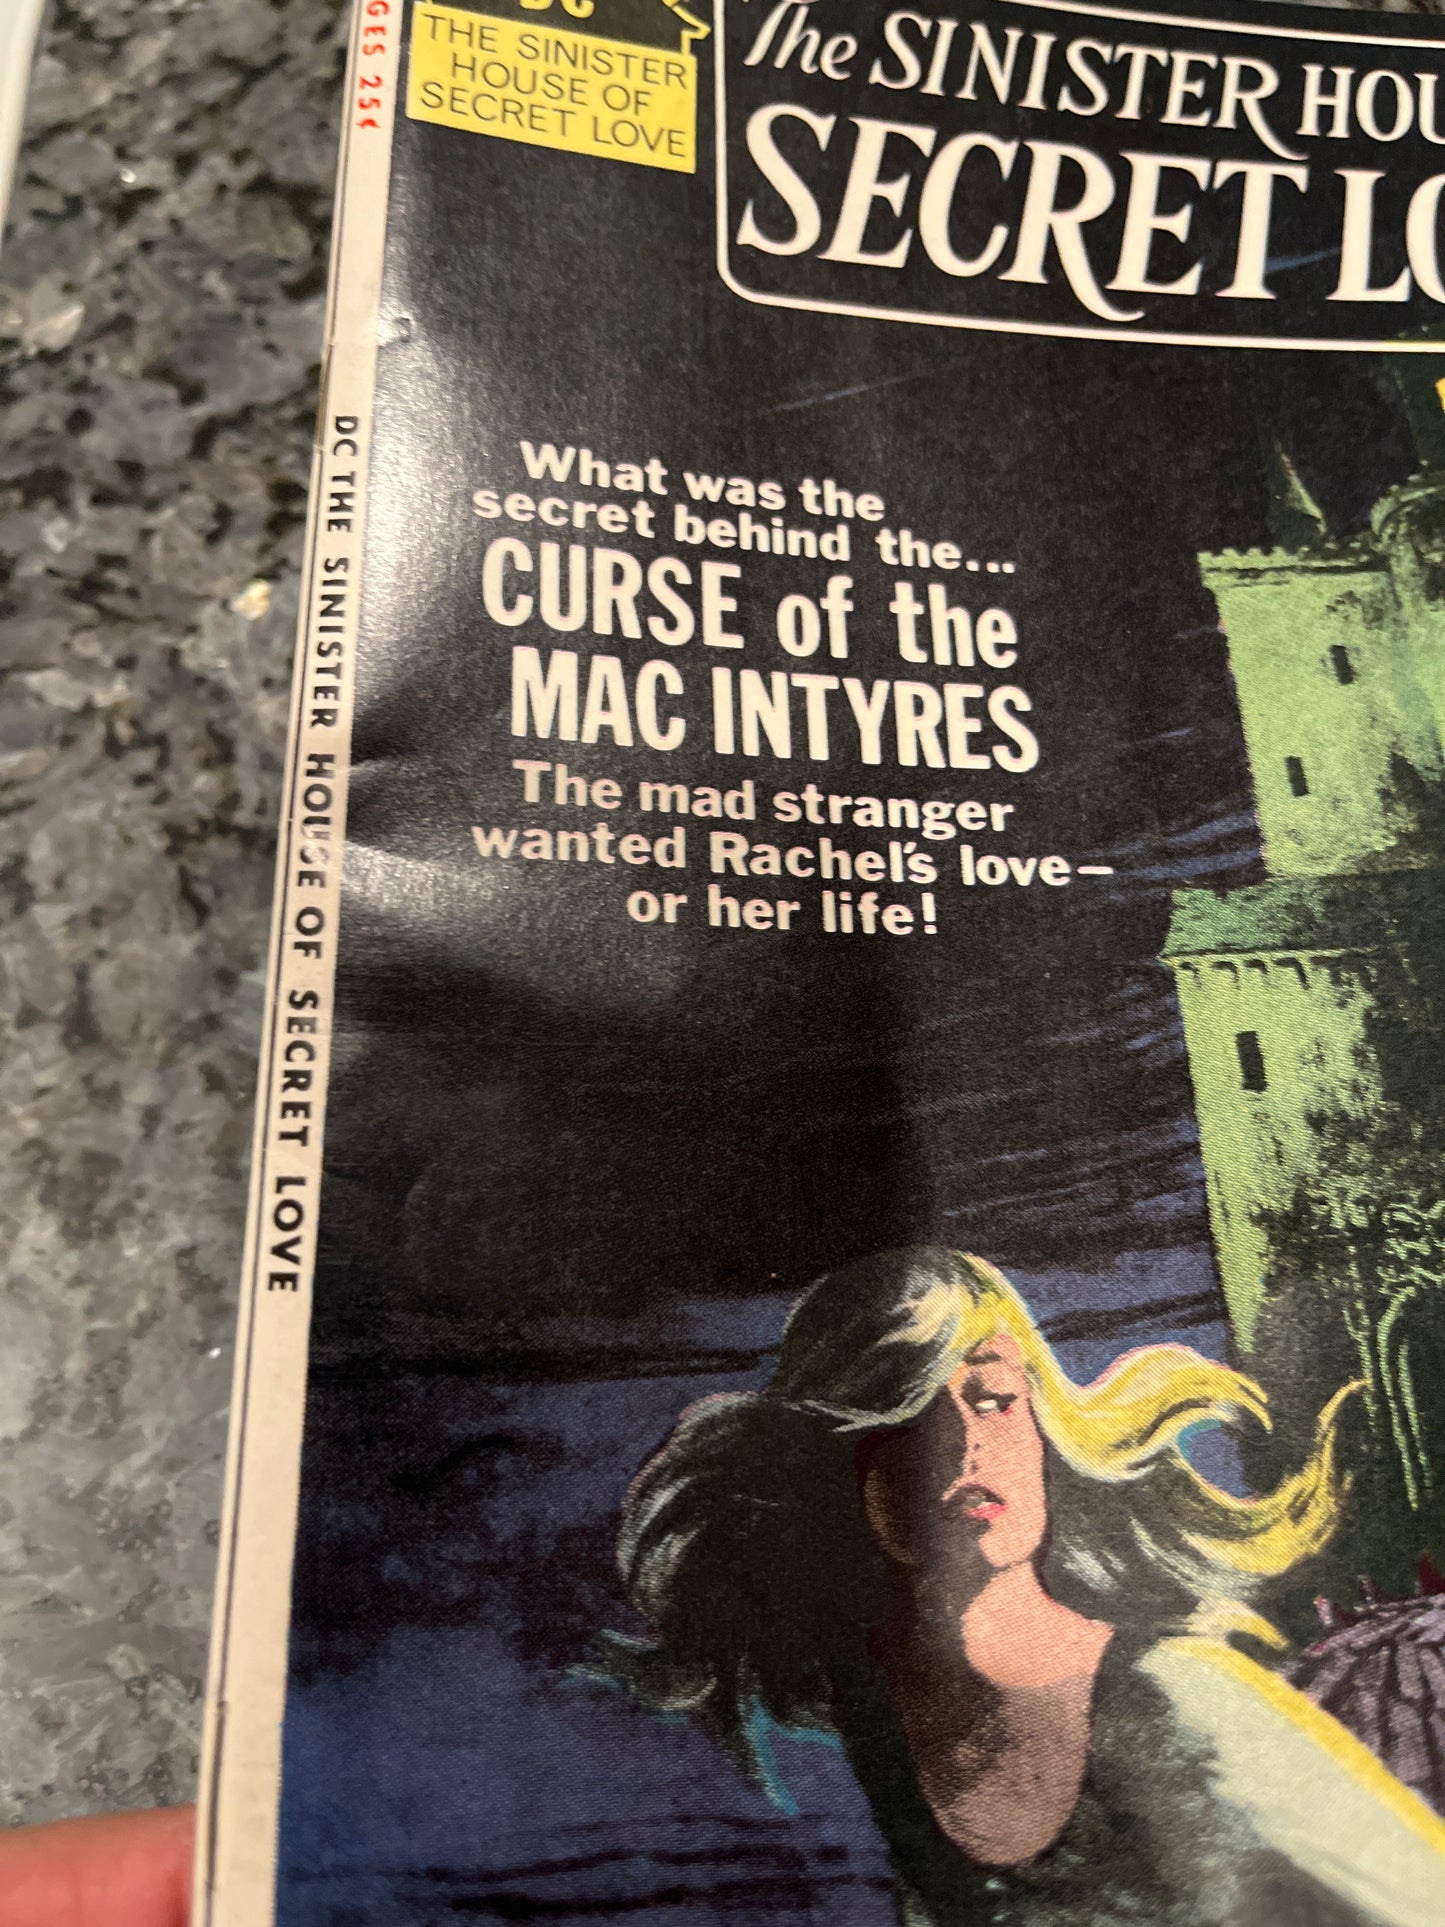 GES 25¢
DC
THE SINISTER
HOUSE OF
SECRET LOVE
The SINISTER HOU
SECRET LO
What was the
secret behind the...
CURSE of the
MAC INTYRES
The mad stranger
wanted Rachel's love—
or her life!
DC THE SINISTER HOUSE OF SECRET LOVE